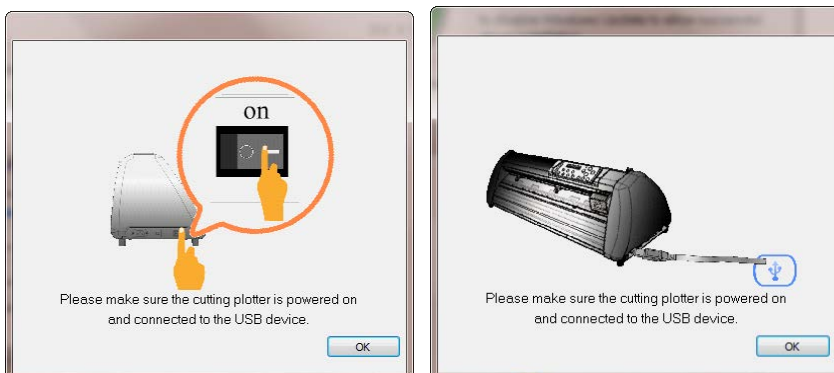 on
Please make sure the cutting plotter is powered on
and connected to the USB device.
OK
Please make sure the cutting plotter is powered on
and connected to the USB device.
OK